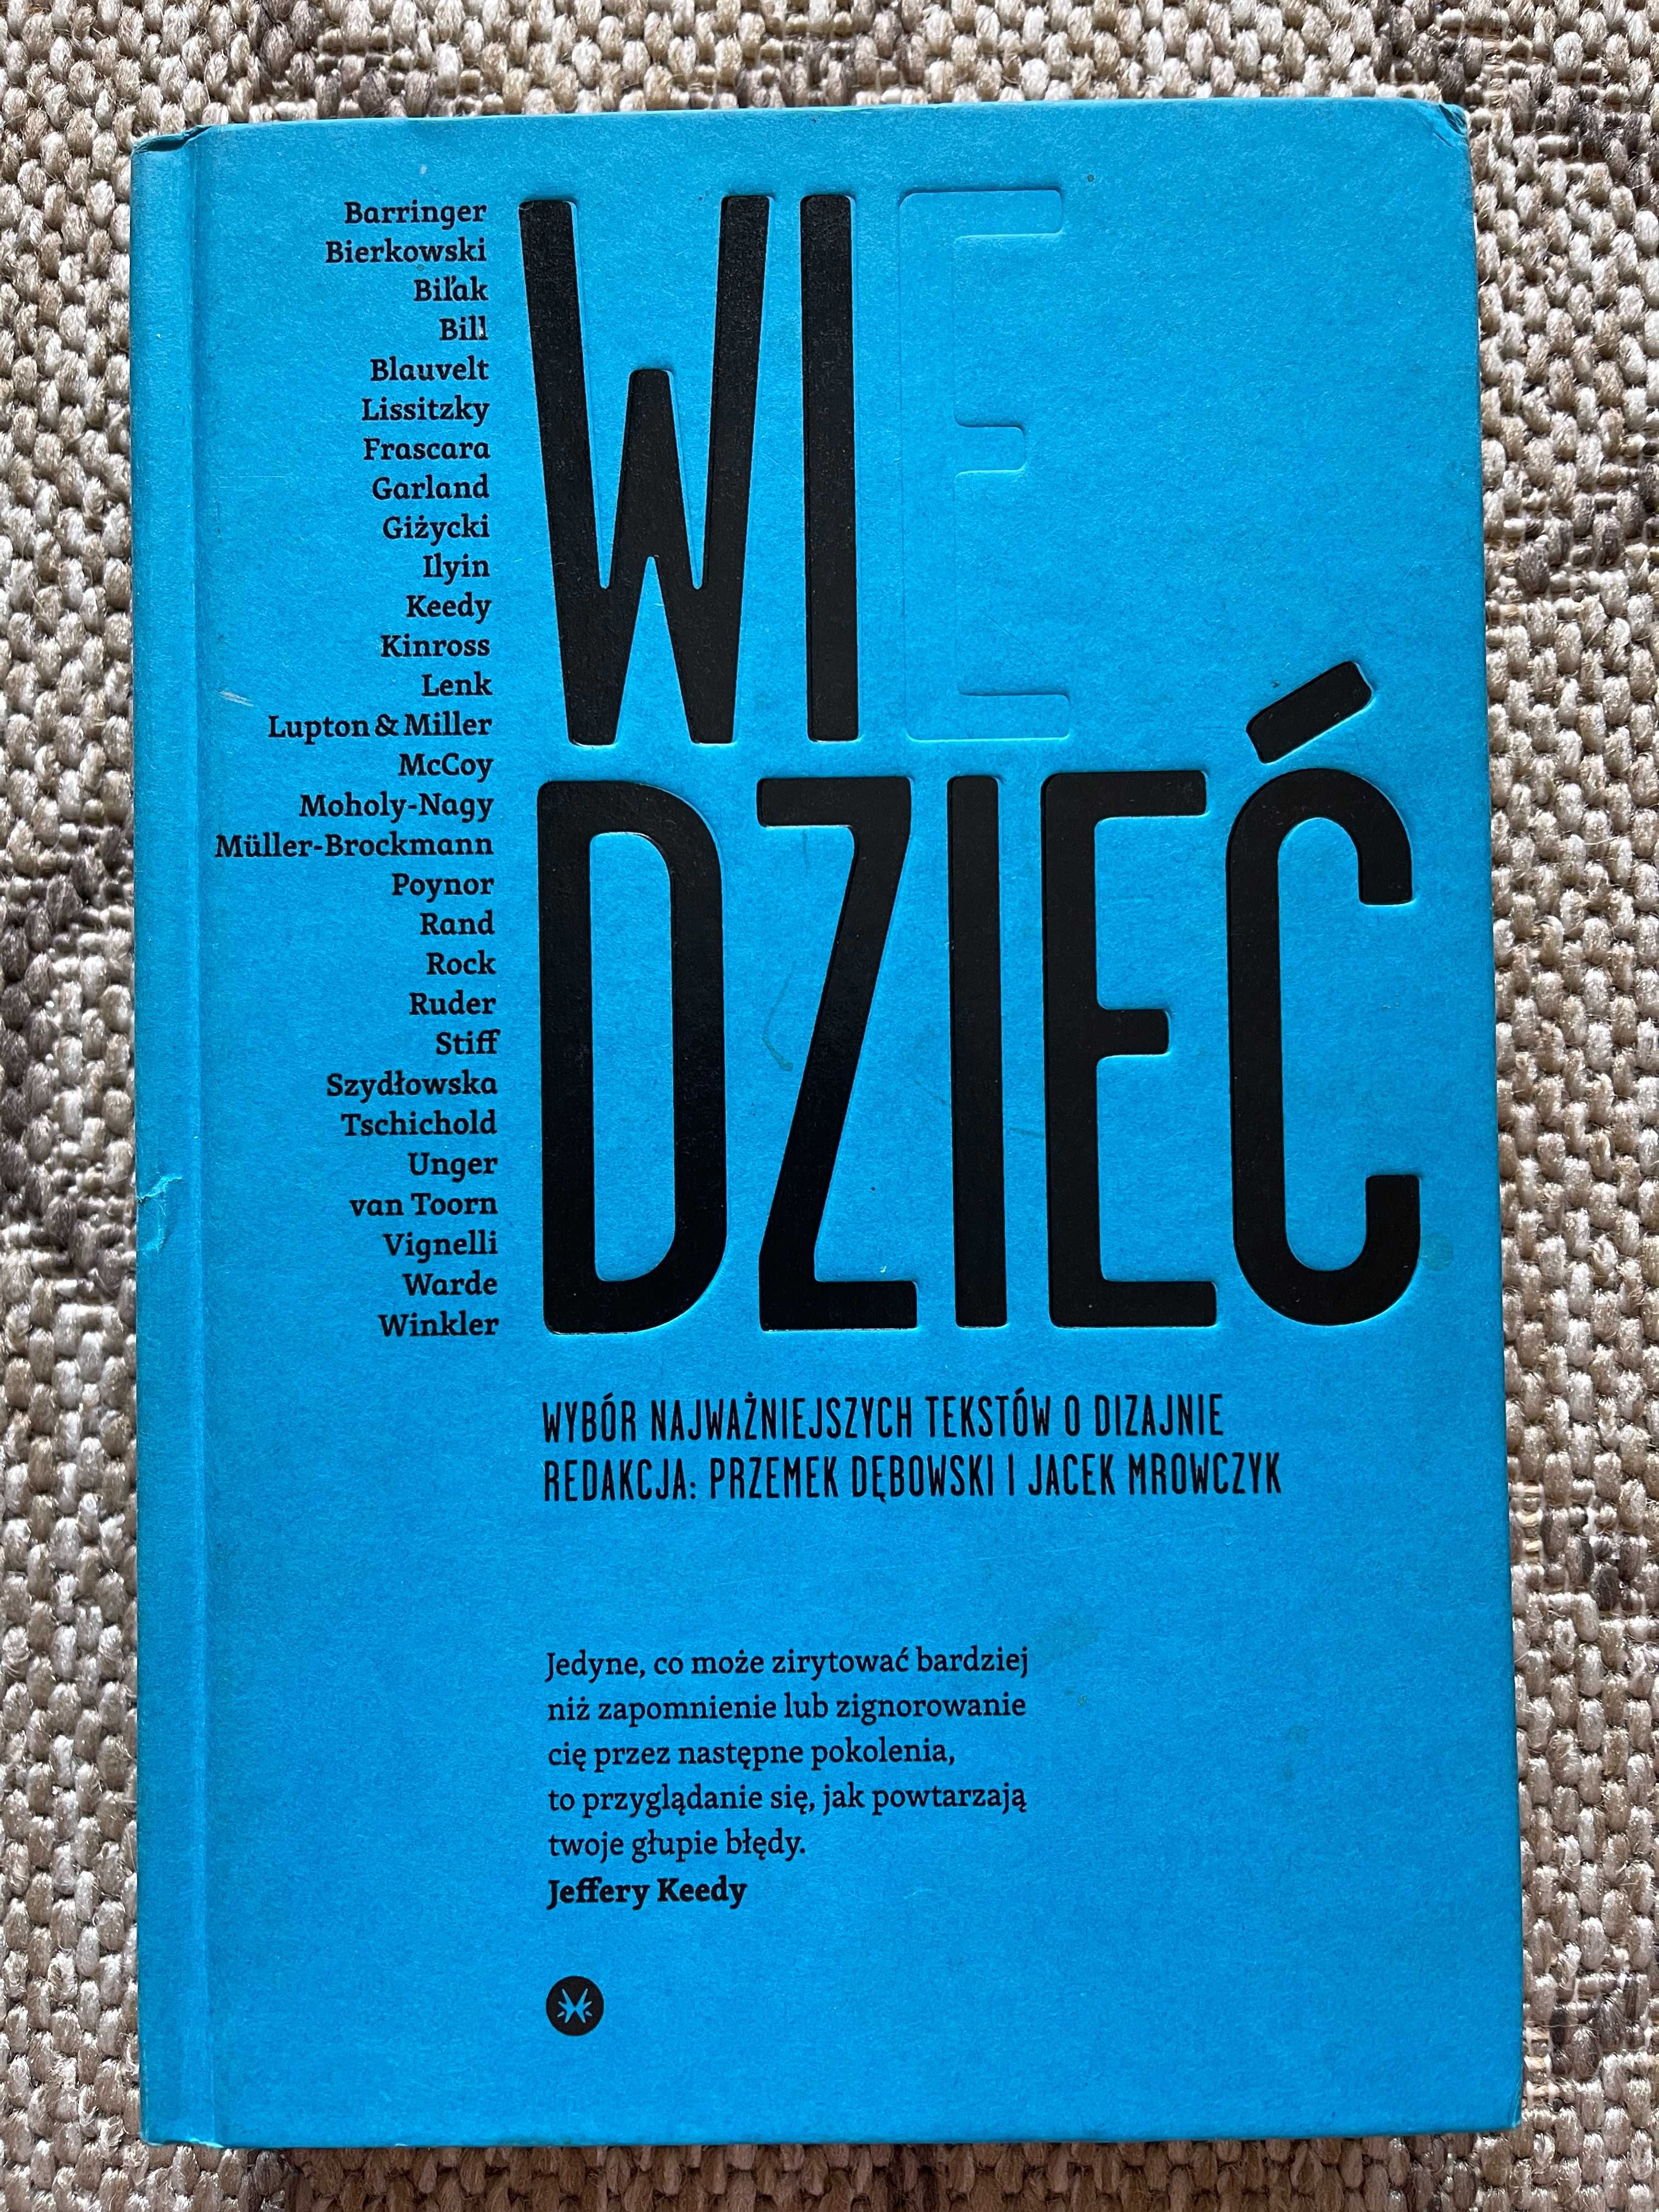 Barringer
Bierkowski
Biľak
Bill
Blauvelt
Lissitzky
Frascara
Garland
Giżycki
Ilyin
Keedy
Kinross
Lenk
Lupton & Miller
McCoy
Moholy-Nagy
Müller-Brockmann
Poynor
Rand
Rock
Ruder
Stiff
Szydłowska
Tschichold
Unger
van Toorn
Vignelli
Warde
Winkler
WIE
DZIEĆ
WYBÓR NAJWAŻNIEJSZYCH TEKSTÓW O DIZAJNIE
REDAKCJA: PRZEMEK DĘBOWSKI I JACEK MROWCZYK
Jedyne, co może zirytować bardziej
niż zapomnienie lub zignorowanie
cię przez następne pokolenia,
to przyglądanie się, jak powtarzają
twoje głupie błędy.
Jeffery Keedy